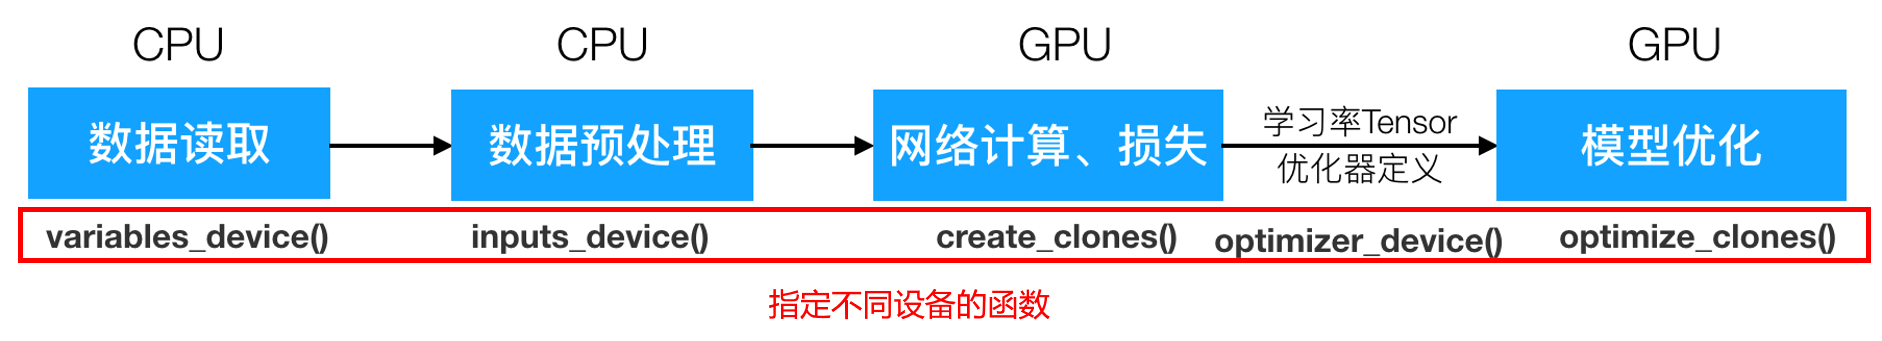 CPU
CPU
GPU
GPU
数据读取
数据预处理
网络计算、损失
学习率Tensor
优化器定义
模型优化
variables_device()
inputs_device()
create_clones()
optimizer_device()
optimize_clones()
指定不同设备的函数